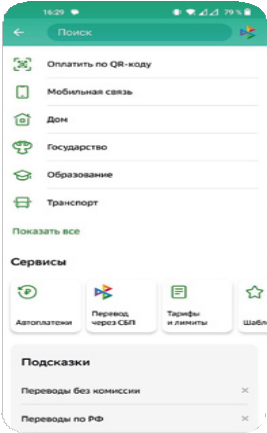 16:29
79 %
Поиск
Оплатить по QR-коду
Мобильная связь
Дом
Государство
Образование
Транспорт
Показать все
Сервисы
Автоплатежи
Перевод
через СБП
Тарифы
и лимиты
Шабл
Подсказки
Переводы без комиссии
Переводы по РФ